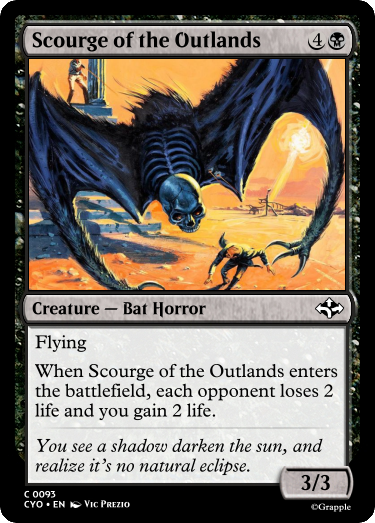 Scourge of the Outlands 4
Creature — Bat Horror
Flying
When Scourge of the Outlands enters
the battlefield, each opponent loses 2
life and you gain 2 life.
You see a shadow darken the sun, and
realize it's no natural eclipse.
3/3
C 0093
CYO • EN Vic Prezio
©Grapple